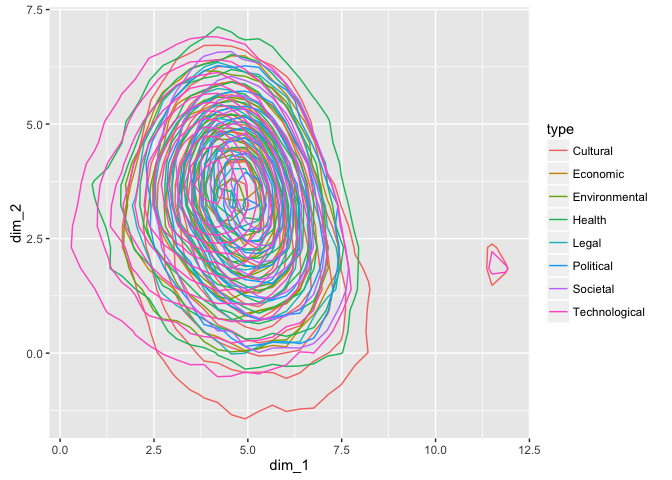 7.5
5.0
2.5
0.0
dim_2
0.0 2.5 5.0 7.5 10.0 12.5
dim_1
type
Cultural
Economic
Environmental
Health
Legal
Political
Societal
Technological